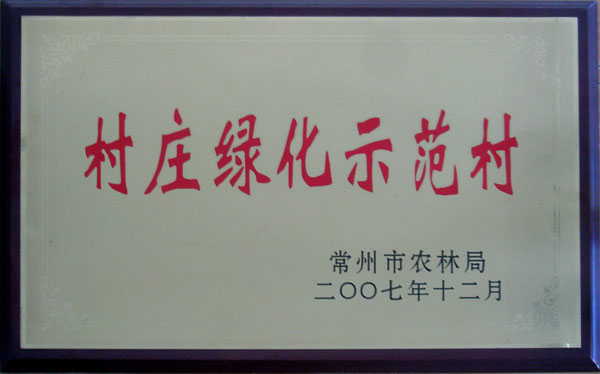 村庄绿化示范村
常州市农林局
二〇〇七年十二月